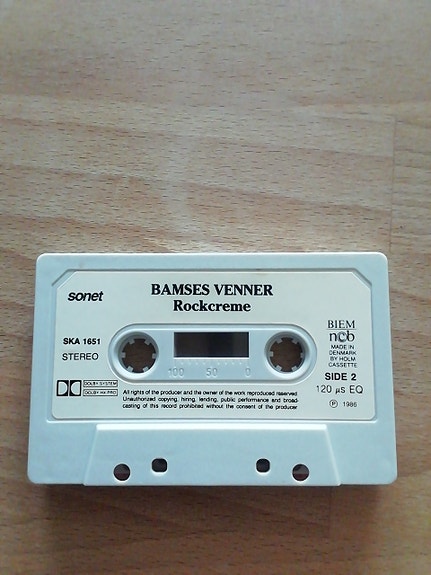 BAMSES VENNER
Rockcreme
sonet
SKA 1651
STEREO
DOLBY SYSTEM
DOLBY HX PRO
100 50 0
BIEM
ncb
MADE IN
DENMARK
BY HOLM
CASSETTE
SIDE 2
120 µS EQ
Ⓟ 1986
All rights of the producer and the owner of the work reproduced reserved
Unauthorized copying, hiring, lending, public performance and broad-
casting of this record prohibited without the consent of the producer